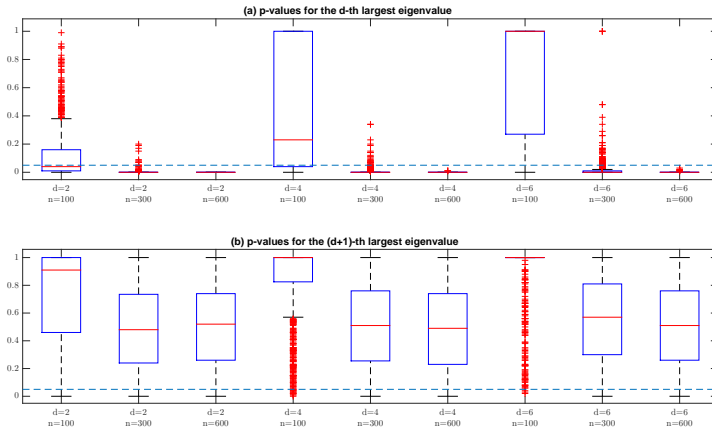 (a) p-values for the d-th largest eigenvalue
1
0.8
0.6
0.4
0.2
0
d=2 d=2 d=2 d=4 d=4 d=4 d=6 d=6 d=6
n=100 n=300 n=600 n=100 n=300 n=600 n=100 n=300 n=600
(b) p-values for the (d+1)-th largest eigenvalue
1
0.8
0.6
0.4
0.2
0
d=2 d=2 d=2 d=4 d=4 d=4 d=6 d=6 d=6
n=100 n=300 n=600 n=100 n=300 n=600 n=100 n=300 n=600